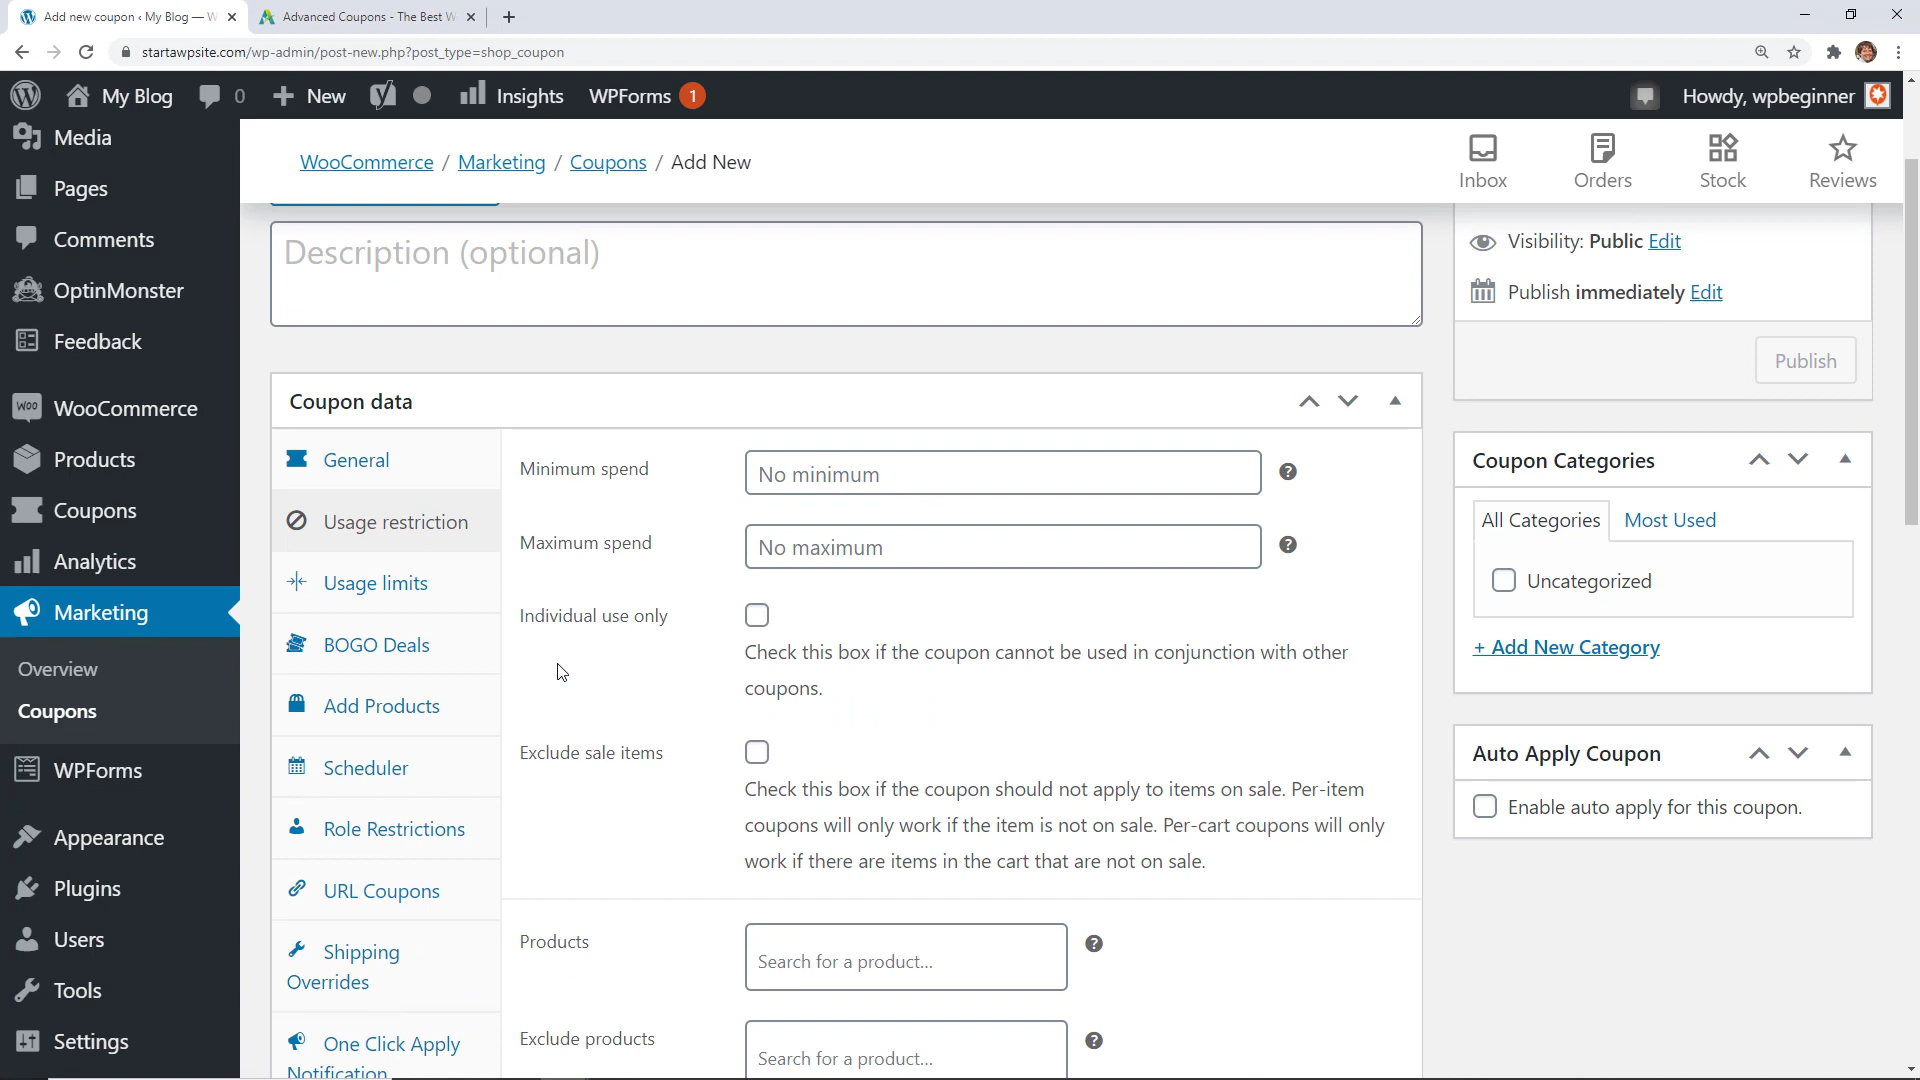 Add new coupon ‹ My Blog — W
Advanced Coupons - The Best W
startawpsite.com/wp-admin/post-new.php?post_type=shop_coupon
My Blog
0
New
Insights
WPForms
1
Howdy, wpbeginner
Media
Pages
Comments
OptinMonster
Feedback
WOO
WooCommerce
Products
Coupons
Analytics
Marketing
Overview
Coupons
WPForms
Appearance
Plugins
Users
Tools
Settings
WooCommerce / Marketing / Coupons / Add New
Inbox
Orders
Stock
Reviews
Description (optional)
Coupon data
General
Usage restriction
Usage limits
BOGO Deals
Add Products
Scheduler
Role Restrictions
URL Coupons
Shipping
Overrides
One Click Apply
Notification
Minimum spend
No minimum
Maximum spend
No maximum
Individual use only
Check this box if the coupon cannot be used in conjunction with other
coupons.
Exclude sale items
Check this box if the coupon should not apply to items on sale. Per-item
coupons will only work if the item is not on sale. Per-cart coupons will only
work if there are items in the cart that are not on sale.
Products
Search for a product...
Exclude products
Search for a product...
Visibility: Public Edit
Publish immediately Edit
Publish
Coupon Categories
All Categories
Most Used
Uncategorized
+ Add New Category
Auto Apply Coupon
Enable auto apply for this coupon.